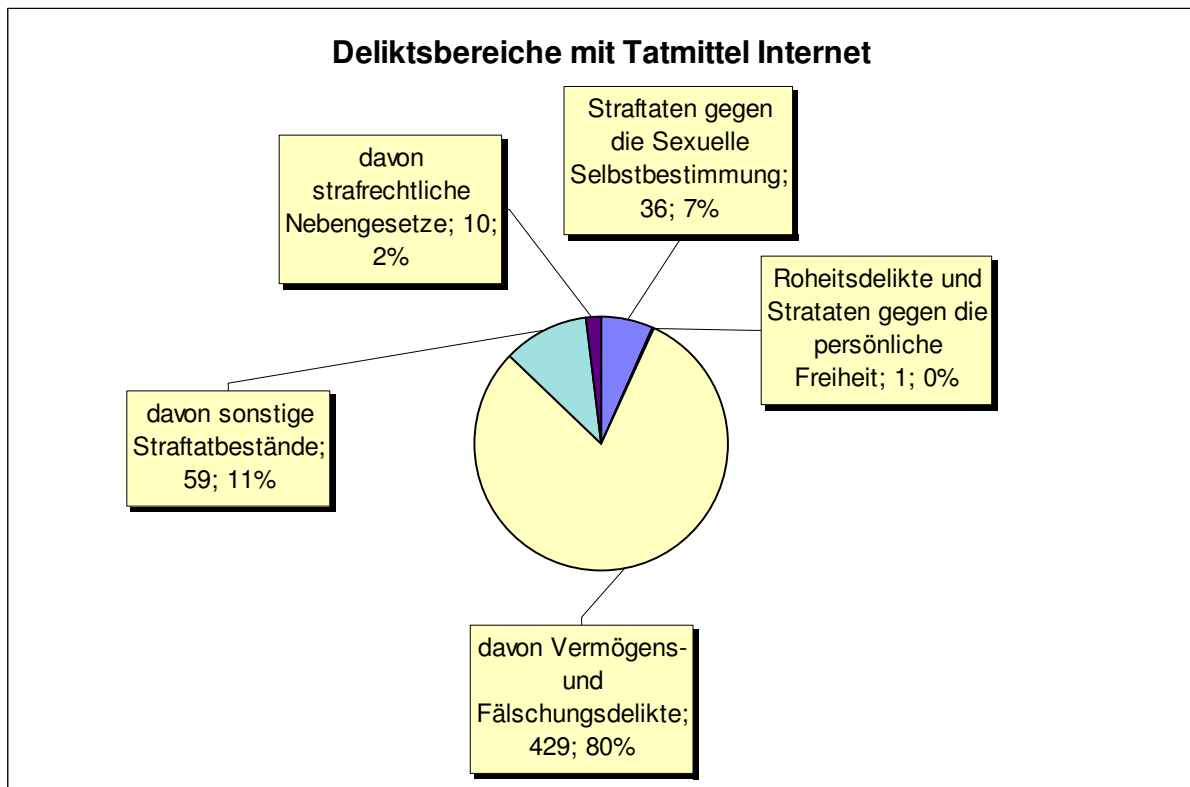 Deliktsbereiche mit Tatmittel Internet
Straftaten gegen
die Sexuelle
Selbstbestimmung;
36; 7%
davon
strafrechtliche
Nebengesetze; 10;
2%
Roheitsdelikte und
Strataten gegen die
persönliche
Freiheit; 1; 0%
davon sonstige
Straftatbestände;
59; 11%
davon Vermögens-
und
Fälschungsdelikte;
429; 80%